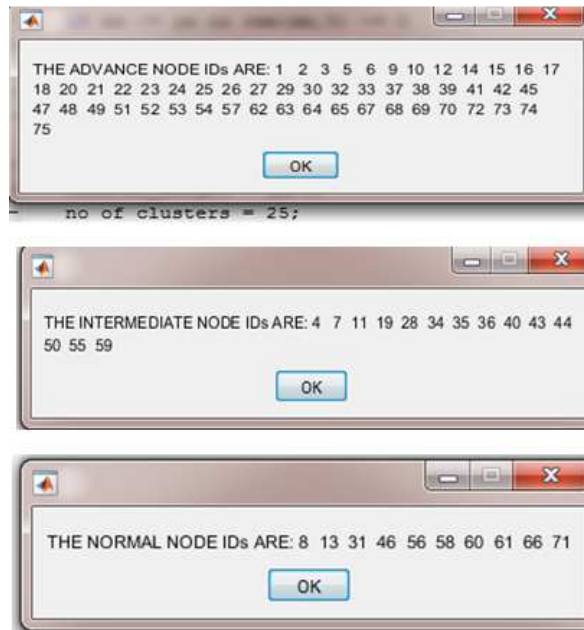 THE ADVANCE NODE IDs ARE: 1 2 3 5 6 9 10 12 14 15 16 17
18 20 21 22 23 24 25 26 27 29 30 32 33 37 38 39 41 42 45
47 48 49 51 52 53 54 57 62 63 64 65 67 68 69 70 72 73 74
75
OK
no of clusters = 25;
THE INTERMEDIATE NODE IDs ARE: 4 7 11 19 28 34 35 36 40 43 44
50 55 59
OK
THE NORMAL NODE IDs ARE: 8 13 31 46 56 58 60 61 66 71
OK